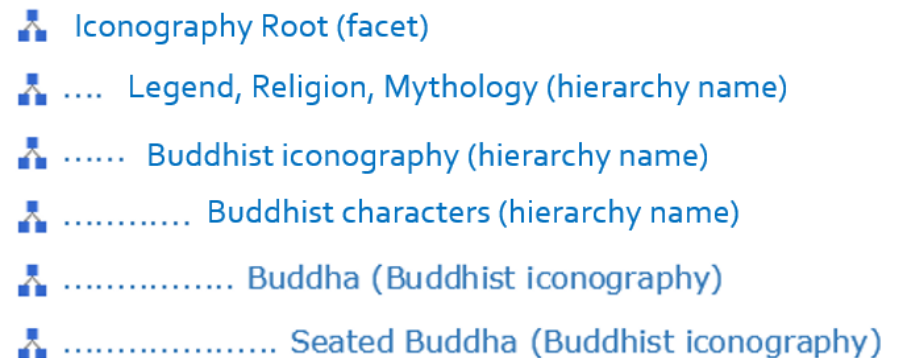 Iconography Root (facet)
.... Legend, Religion, Mythology (hierarchy name)
...... Buddhist iconography (hierarchy name)
............ Buddhist characters (hierarchy name)
................ Buddha (Buddhist iconography)
.................... Seated Buddha (Buddhist iconography)